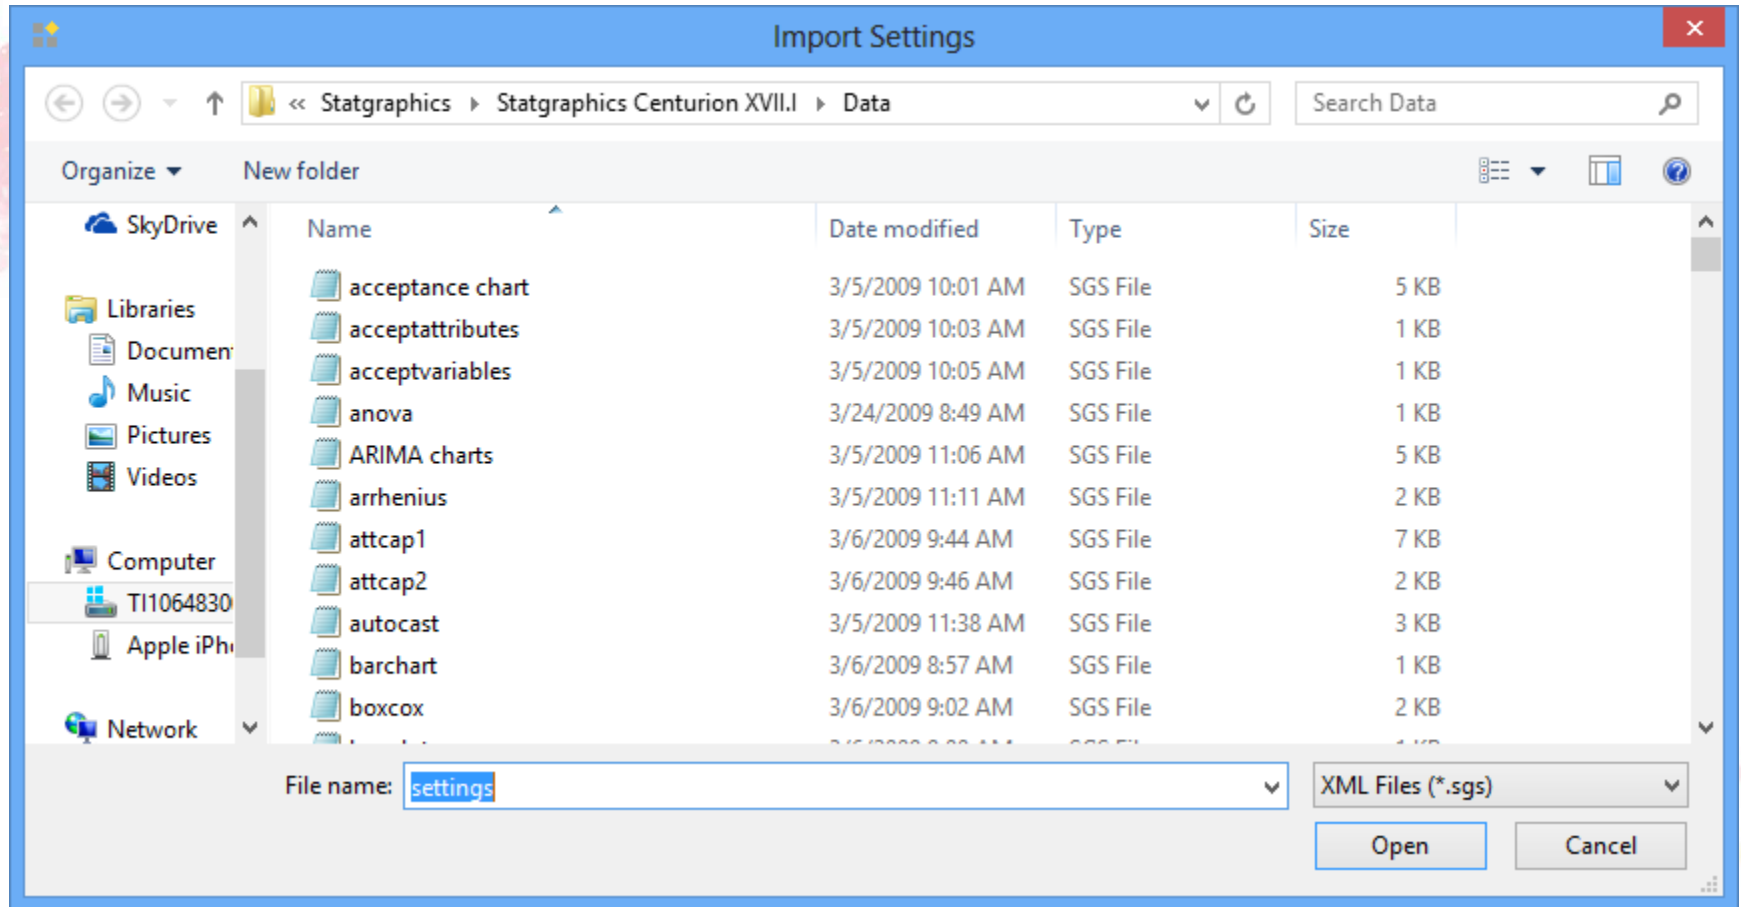 Import Settings
« Statgraphics Statgraphics Centurion XVII.I Data Search Data
Organize New folder
SkyDrive
Libraries
Documen
Music
Pictures
Videos
Computer
TI1064830
Apple iPh
Network
Name Date modified Type Size
acceptance chart 3/5/2009 10:01 AM SGS File 5 KB
acceptattributes 3/5/2009 10:03 AM SGS File 1 KB
acceptvariables 3/5/2009 10:05 AM SGS File 1 KB
anova 3/24/2009 8:49 AM SGS File 1 KB
ARIMA charts 3/5/2009 11:06 AM SGS File 5 KB
arrhenius 3/5/2009 11:11 AM SGS File 2 KB
attcap1 3/6/2009 9:44 AM SGS File 7 KB
attcap2 3/6/2009 9:46 AM SGS File 2 KB
autocast 3/5/2009 11:38 AM SGS File 3 KB
barchart 3/6/2009 8:57 AM SGS File 1 KB
boxcox 3/6/2009 9:02 AM SGS File 2 KB
File name: settings XML Files (*.sgs)
Open Cancel